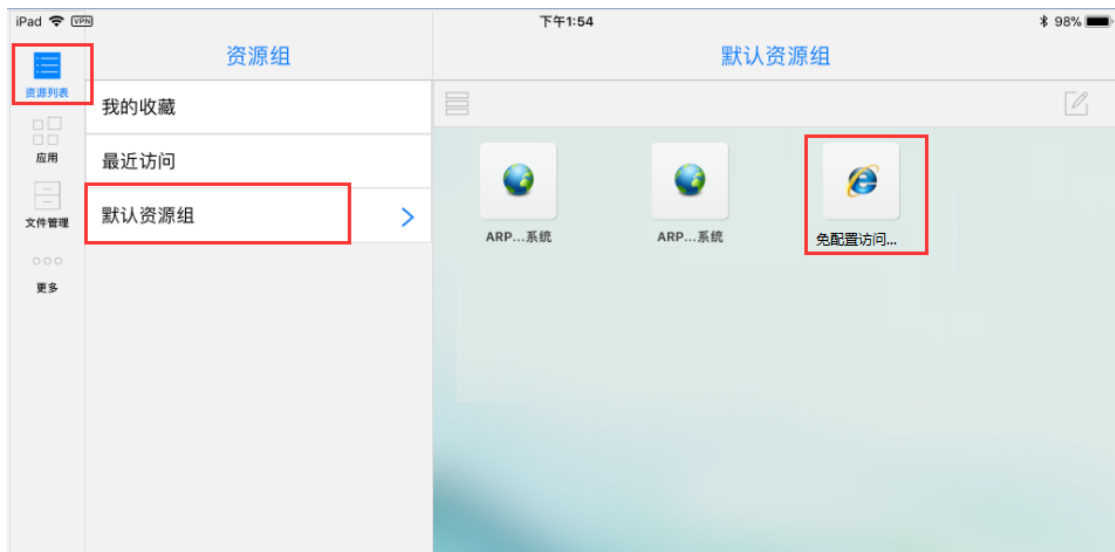 iPad VPN 下午1:54 98%
资源组
默认资源组
资源列表
我的收藏
应用
最近访问
文件管理
默认资源组
更多
ARP...系统
ARP...系统
免配置访问...